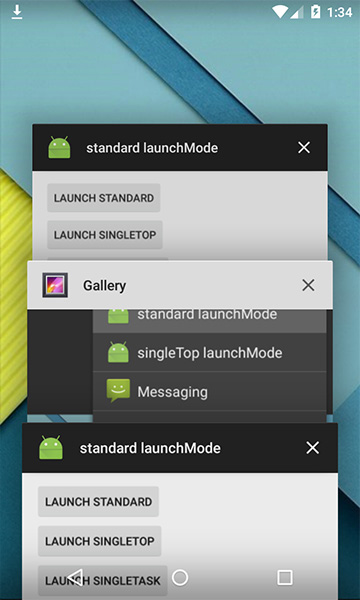 1:34
standard launchMode
LAUNCH STANDARD
LAUNCH SINGLETOP
Gallery
standard launchMode
singleTop launchMode
Messaging
standard launchMode
LAUNCH STANDARD
LAUNCH SINGLETOP
LAUNCH SINGLETASK